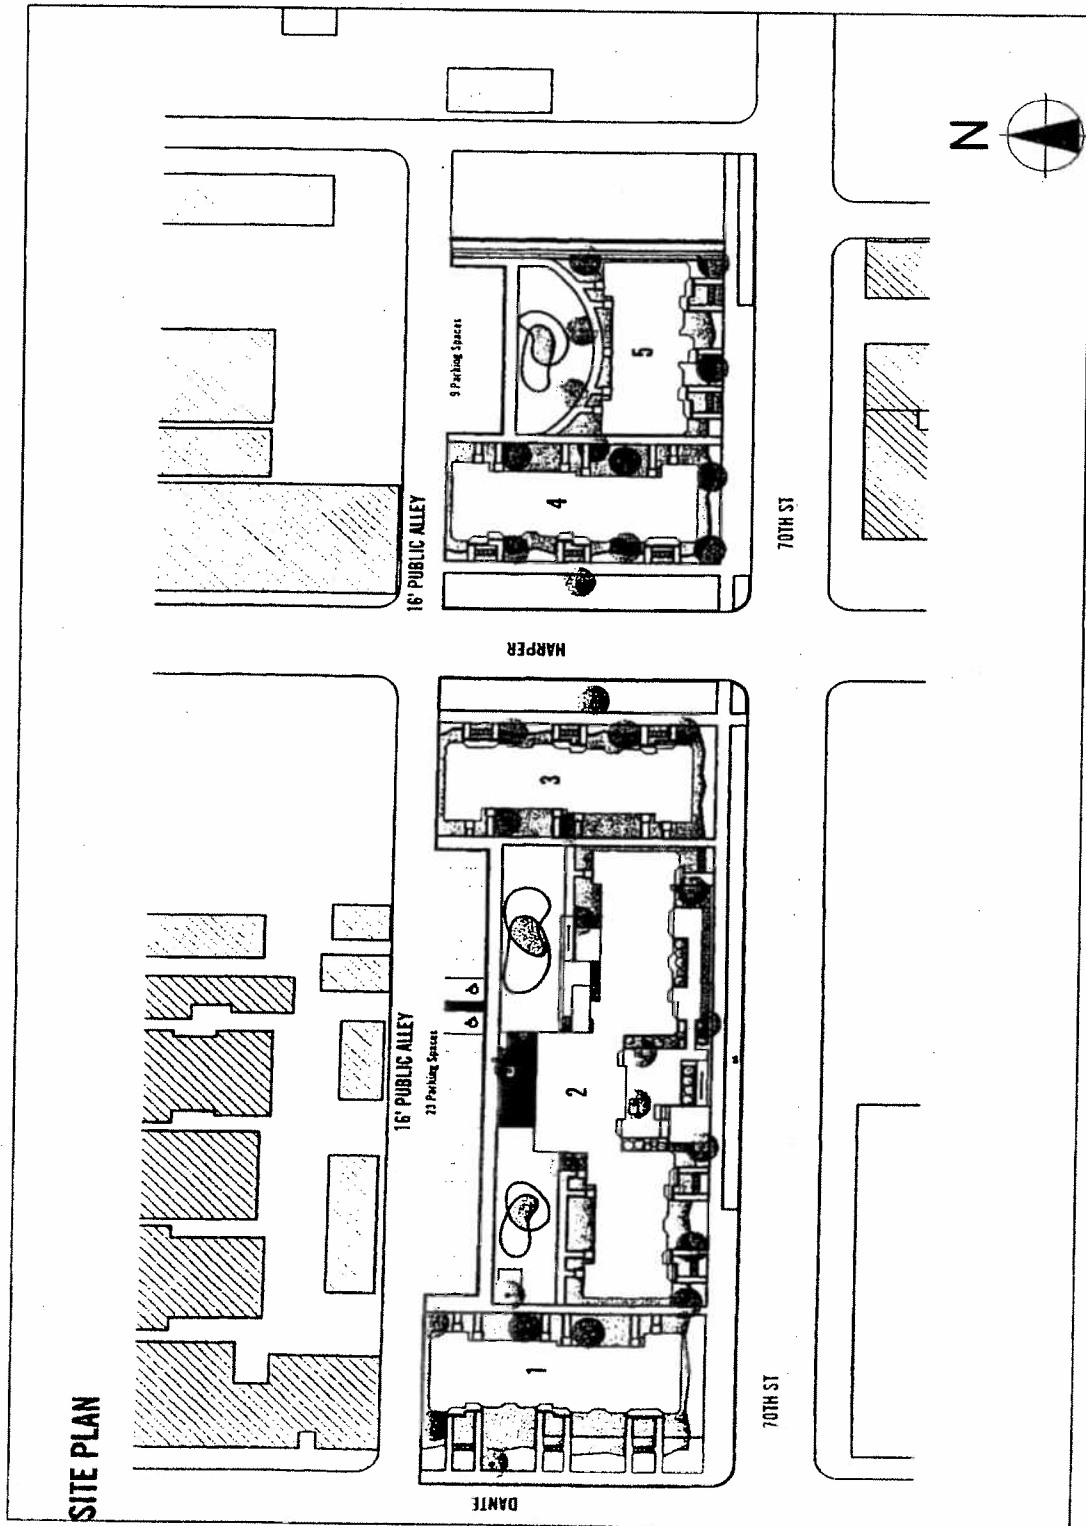 SITE PLAN
N
16' PUBLIC ALLEY
23 Parking Spaces
16' PUBLIC ALLEY
9 Parking Spaces
DANTE
1
2
3
HARPER
4
5
70TH ST
70TH ST